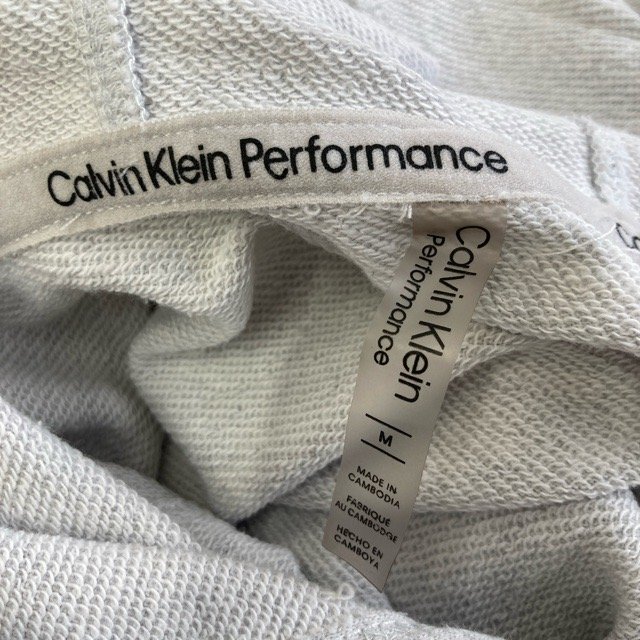 Calvin Klein Performance
Calvin Klein
Performance
M
MADE IN
CAMBODIA
FABRIQUÉ
AU CAMBODGE
HECHO EN
CAMBOYA